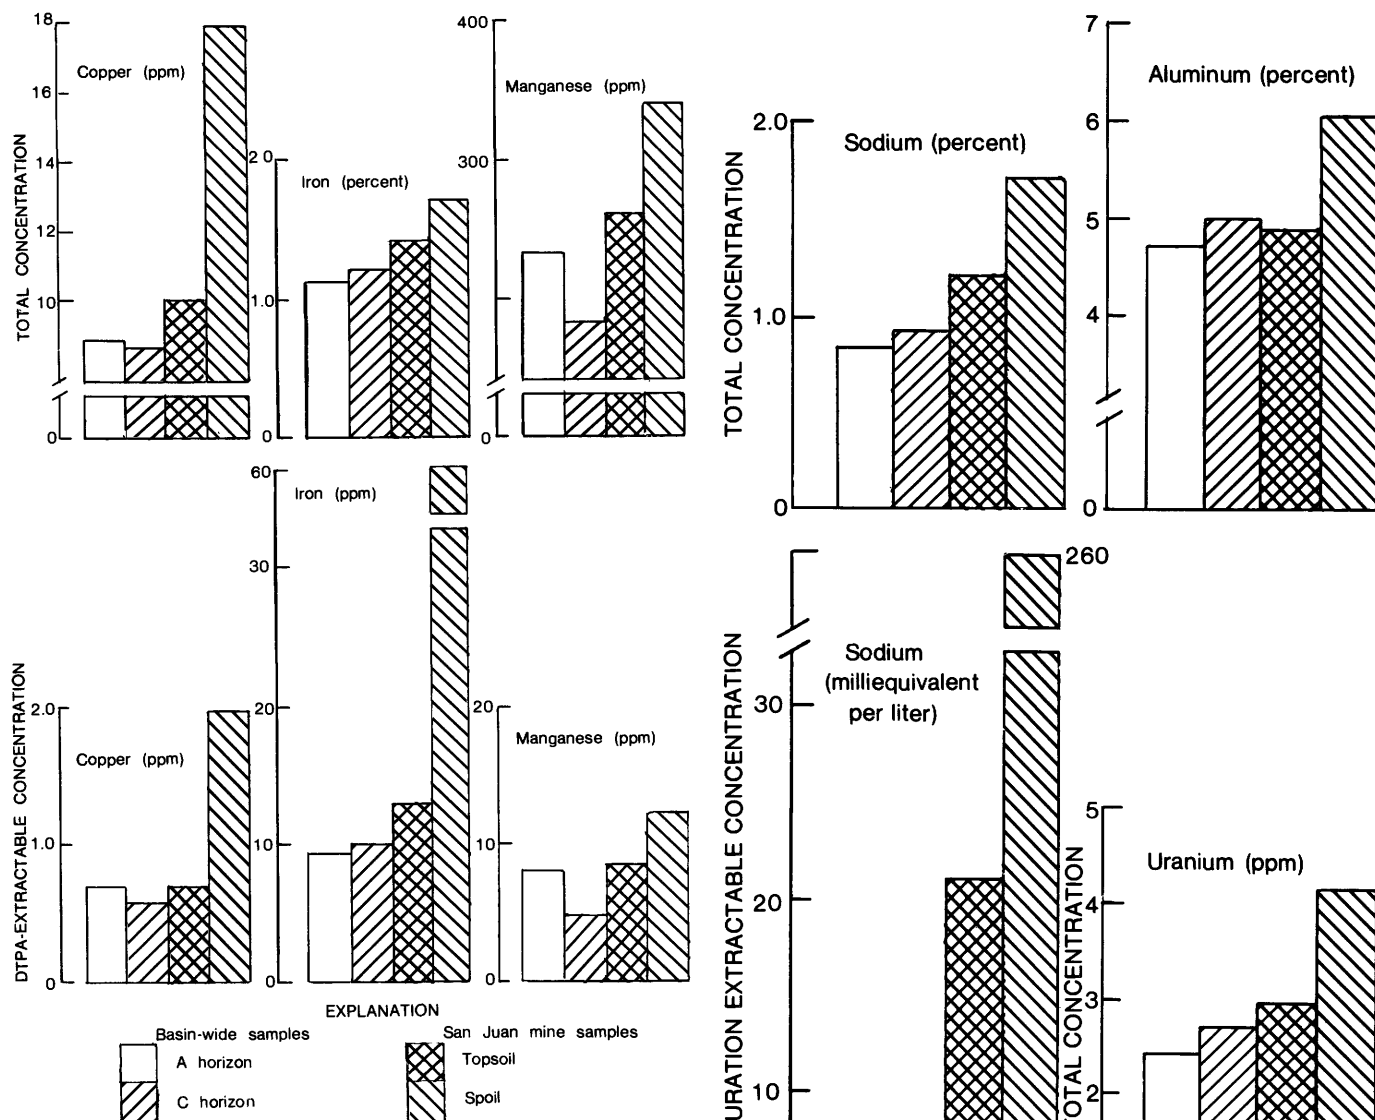 18
16
14
12
10
0
TOTAL CONCENTRATION
Copper (ppm)
2 0
1.0
0
Iron (percent)
400
300
0
Manganese (ppm)
2.0
1.0
0
TOTAL CONCENTRATION
Sodium (percent)
7
6
5
4
0
Aluminum (percent)
2.0
1.0
0
DTPA-EXTRACTABLE CONCENTRATION
Copper (ppm)
60
30
20
10
0
Iron (ppm)
20
10
0
Manganese (ppm)
30
20
10
URATION EXTRACTABLE CONCENTRATION
Sodium
(milliequivalent
per liter)
260
5
4
3
2
OTAL CONCENTRATION
Uranium (ppm)
EXPLANATION
Basin-wide samples
A horizon
C horizon
San Juan mine samples
Topsoil
Spoil